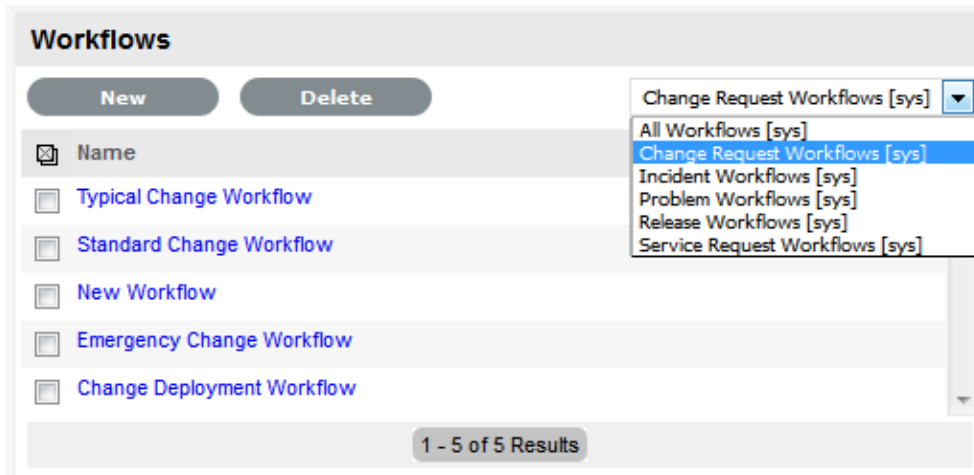 Workflows
New Delete Change Request Workflows [sys]
All Workflows [sys]
Change Request Workflows [sys]
Incident Workflows [sys]
Problem Workflows [sys]
Release Workflows [sys]
Service Request Workflows [sys]
Name
Typical Change Workflow
Standard Change Workflow
New Workflow
Emergency Change Workflow
Change Deployment Workflow
1 - 5 of 5 Results